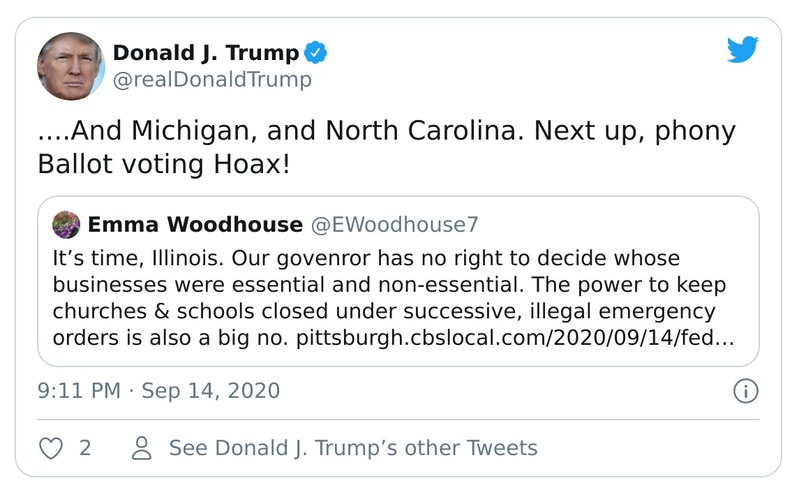 Donald J. Trump
@realDonaldTrump
....And Michigan, and North Carolina. Next up, phony
Ballot voting Hoax!
Emma Woodhouse @EWoodhouse7
It’s time, Illinois. Our govenror has no right to decide whose
businesses were essential and non-essential. The power to keep
churches & schools closed under successive, illegal emergency
orders is also a big no. pittsburgh.cbslocal.com/2020/09/14/fed…
9:11 PM · Sep 14, 2020
2 See Donald J. Trump’s other Tweets